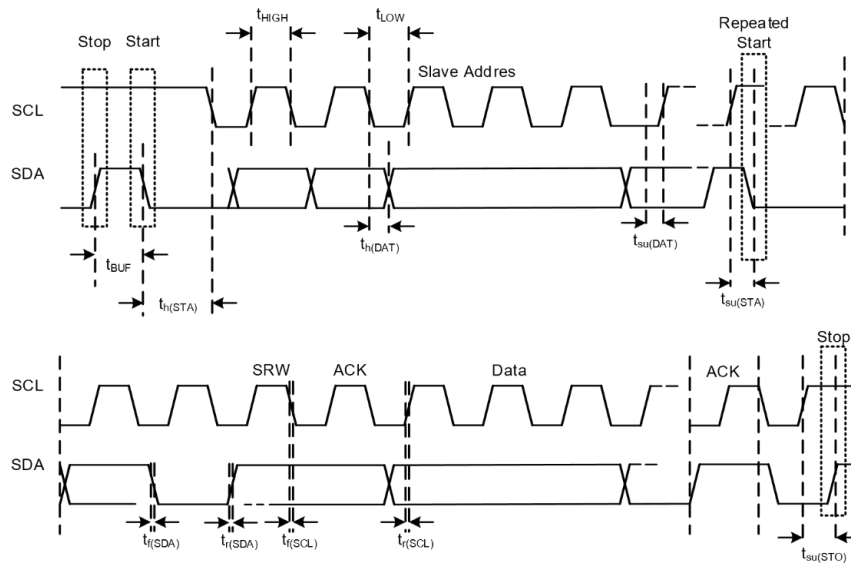 tHIGH tLOW
Stop Start Repeated
Start
Slave Addres
SCL
SDA
tBUF th(DAT) tsu(DAT)
th(STA) tsu(STA)
Stop
SRW ACK Data ACK
SCL
SDA
tf(SDA) tr(SDA) tf(SCL) tr(SCL) tsu(STO)